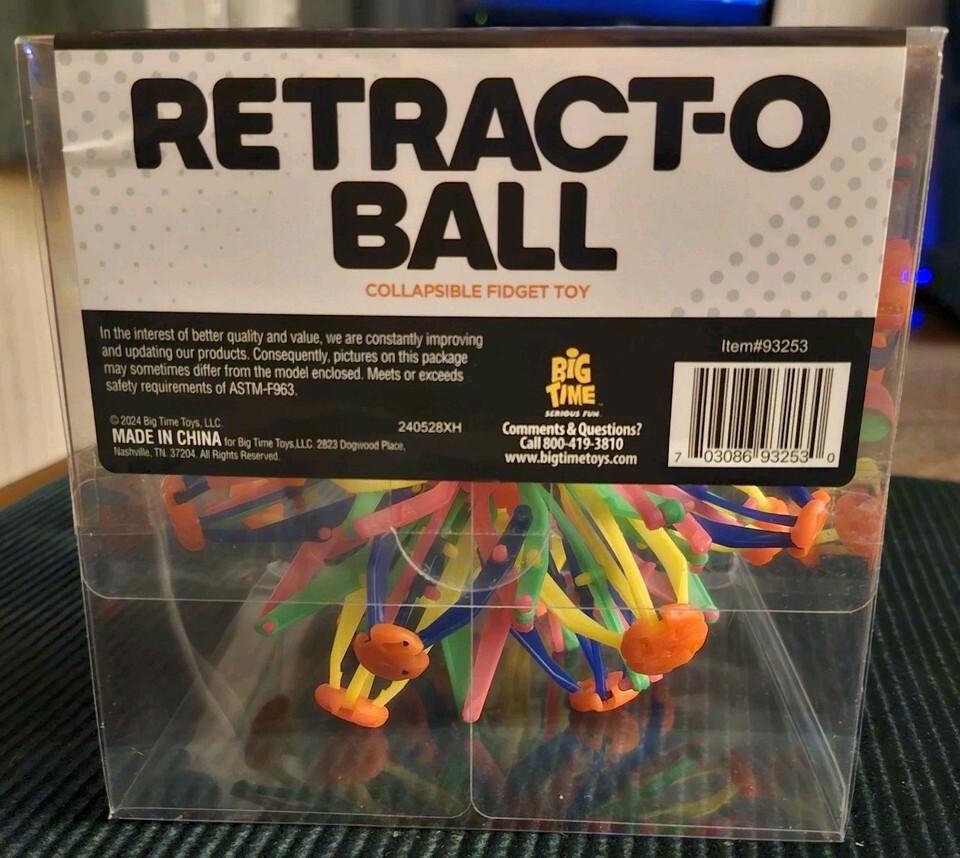 RETRACT-O
BALL
COLLAPSIBLE FIDGET TOY
In the interest of better quality and value, we are constantly improving
and updating our products. Consequently, pictures on this package
may sometimes differ from the model enclosed. Meets or exceeds
safety requirements of ASTM-F963.
© 2024 Big Time Toys, LLC
MADE IN CHINA for Big Time Toys,LLC. 2823 Dogwood Place,
Nashville, TN. 37204. All Rights Reserved.
240528XH
BIG
TIME
SERIOUS FUN
Comments & Questions?
Call 800-419-3810
www.bigtimetoys.com
Item#93253
7 03086 93253 0